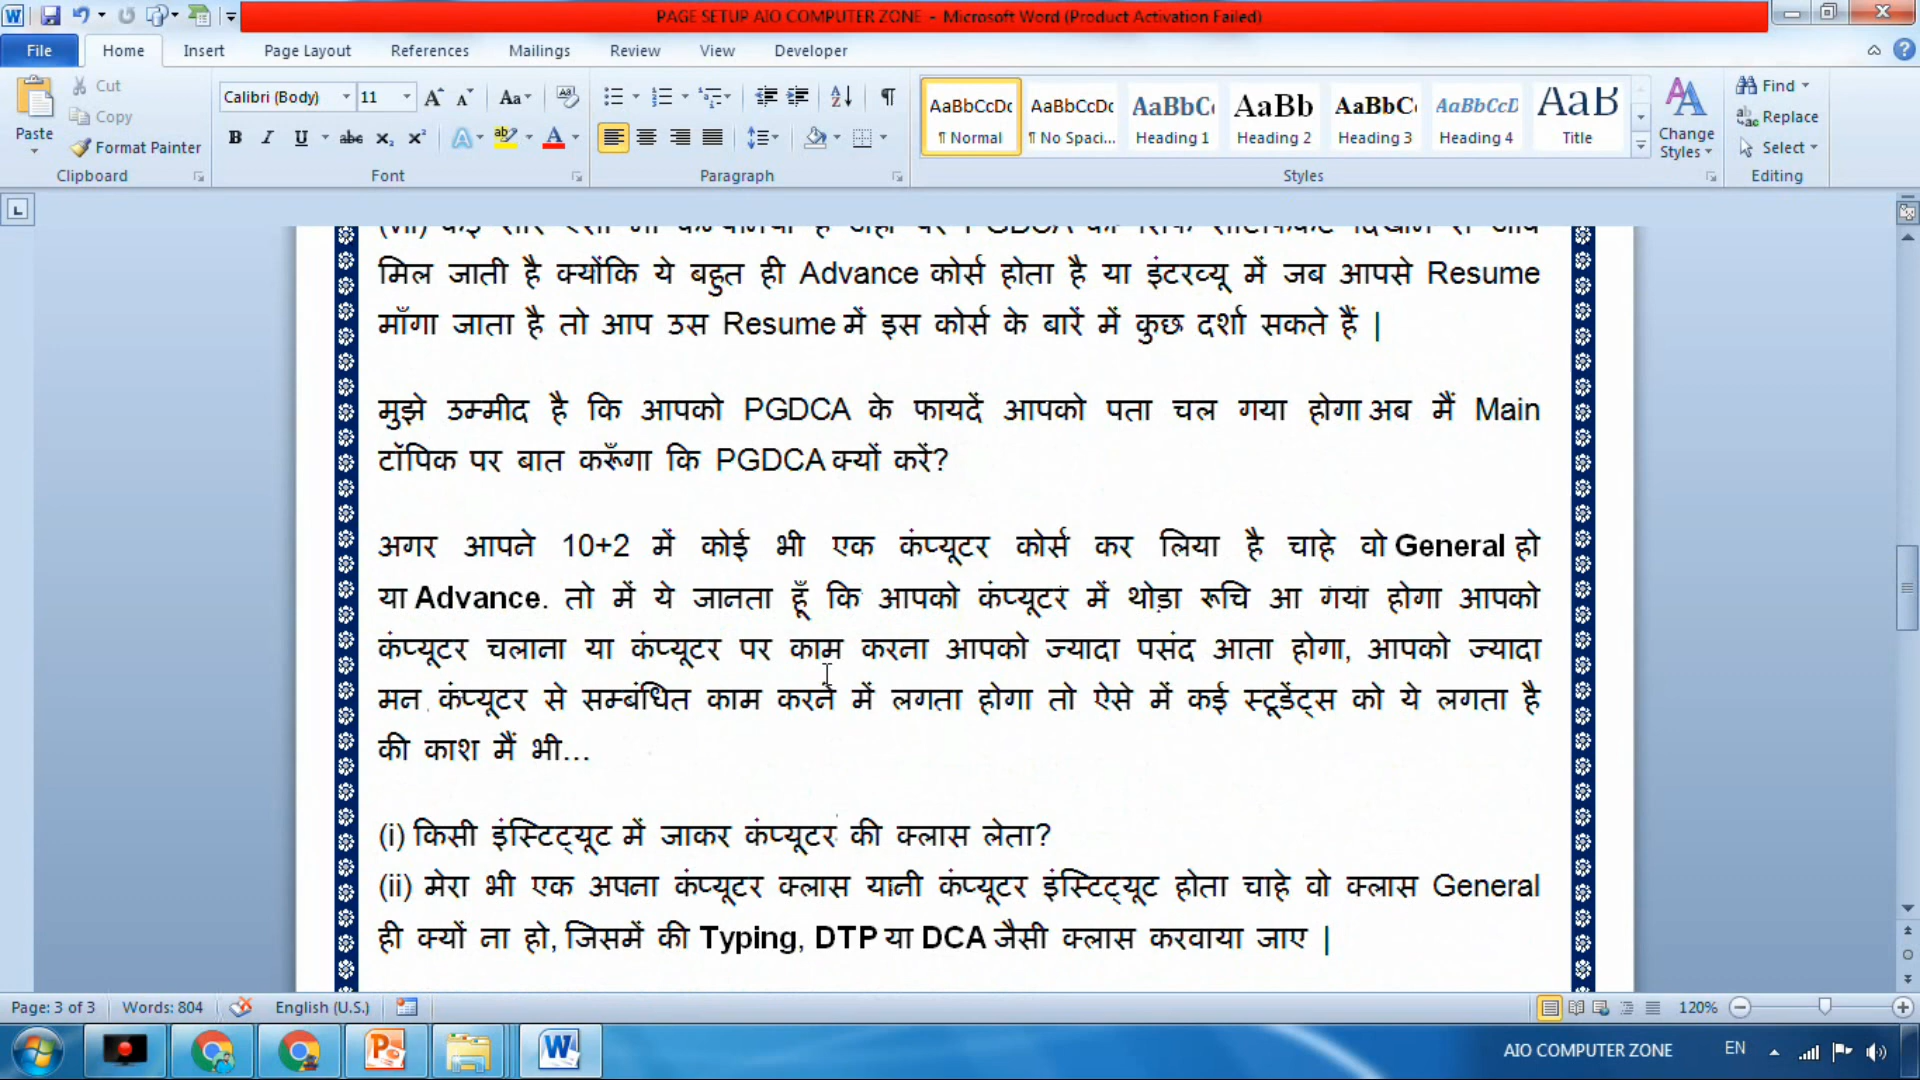 PAGE SETUP AIO COMPUTER ZONE - Microsoft Word (Product Activation Failed)
File Home Insert Page Layout References Mailings Review View Developer
Cut
Copy
Format Painter
Paste
Clipboard
Calibri (Body) 11
Font
Paragraph
AaBbCcDc AaBbCcDc AaBbC AaBb AaBbC AaBbCcD AaB
¶ Normal ¶ No Spaci... Heading 1 Heading 2 Heading 3 Heading 4 Title
Styles
Change Styles
Find
Replace
Select
Editing
मिल जाती है क्योंकि ये बहुत ही Advance कोर्स होता है या इंटरव्यू में जब आपसे Resume
माँगा जाता है तो आप उस Resume में इस कोर्स के बारें में कुछ दर्शा सकते हैं |
मुझे उम्मीद है कि आपको PGDCA के फायदें आपको पता चल गया होगा अब मैं Main
टॉपिक पर बात करूँगा कि PGDCA क्यों करें?
अगर आपने 10+2 में कोई भी एक कंप्यूटर कोर्स कर लिया है चाहे वो General हो
या Advance. तो में ये जानता हूँ कि आपको कंप्यूटर में थोड़ा रूचि आ गया होगा आपको
कंप्यूटर चलाना या कंप्यूटर पर काम करना आपको ज्यादा पसंद आता होगा, आपको ज्यादा
मन कंप्यूटर से सम्बंधित काम करने में लगता होगा तो ऐसे में कई स्टूडेंट्स को ये लगता है
की काश मैं भी...
(i) किसी इंस्टिट्यूट में जाकर कंप्यूटर की क्लास लेता?
(ii) मेरा भी एक अपना कंप्यूटर क्लास यानी कंप्यूटर इंस्टिट्यूट होता चाहे वो क्लास General
ही क्यों ना हो, जिसमें की Typing, DTP या DCA जैसी क्लास करवाया जाए |
Page: 3 of 3 Words: 804 English (U.S.) 120%
AIO COMPUTER ZONE EN